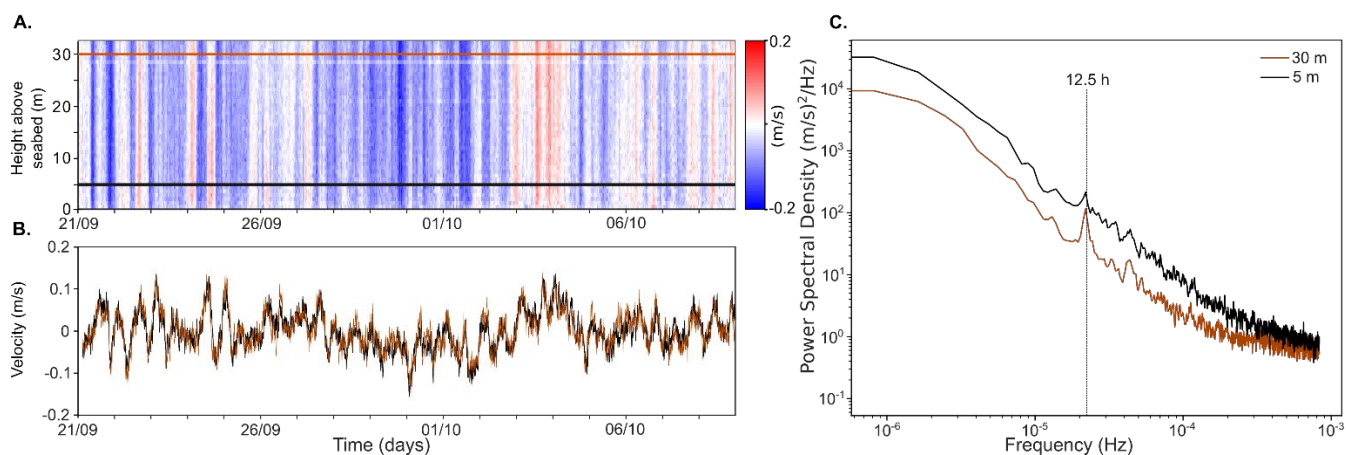 A.
Height above
seabed (m)
30
20
10
0
21/09
26/09
01/10
06/10
0.2
(m/s)
-0.2
B.
Velocity (m/s)
0.2
0.1
0
-0.1
-0.2
21/09
26/09
01/10
06/10
Time (days)
C.
Power Spectral Density (m/s)²/Hz
10⁴
10³
10²
10¹
10⁰
10⁻¹
12.5 h
30 m
5 m
10⁻⁶
10⁻⁵
10⁻⁴
10⁻³
Frequency (Hz)